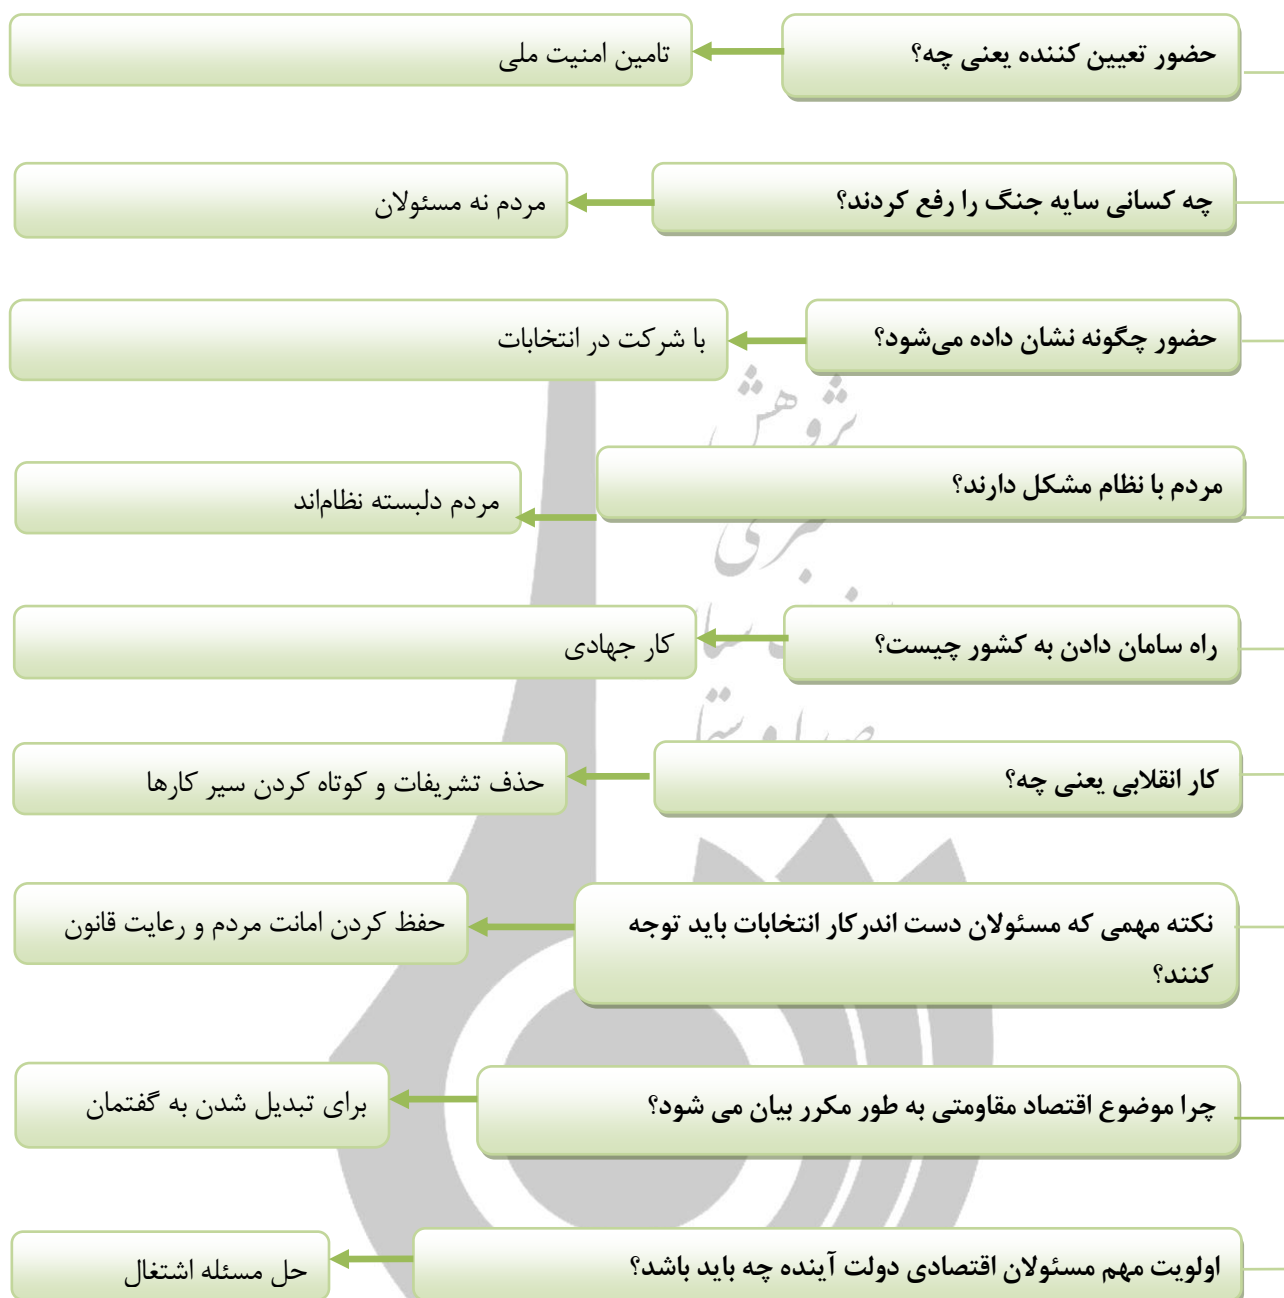 حضور تعیین کننده یعنی چه؟
تامین امنیت ملی
چه کسانی سایه جنگ را رفع کردند؟
مردم نه مسئولان
حضور چگونه نشان داده می‌شود؟
با شرکت در انتخابات
مردم با نظام مشکل دارند؟
مردم دلبسته نظام‌اند
راه سامان دادن به کشور چیست؟
کار جهادی
کار انقلابی یعنی چه؟
حذف تشریفات و کوتاه کردن سیر کارها
نکته مهمی که مسئولان دست اندرکار انتخابات باید توجه
کنند؟
حفظ کردن امانت مردم و رعایت قانون
چرا موضوع اقتصاد مقاومتی به طور مکرر بیان می شود؟
برای تبدیل شدن به گفتمان
اولویت مهم مسئولان اقتصادی دولت آینده چه باید باشد؟
حل مسئله اشتغال